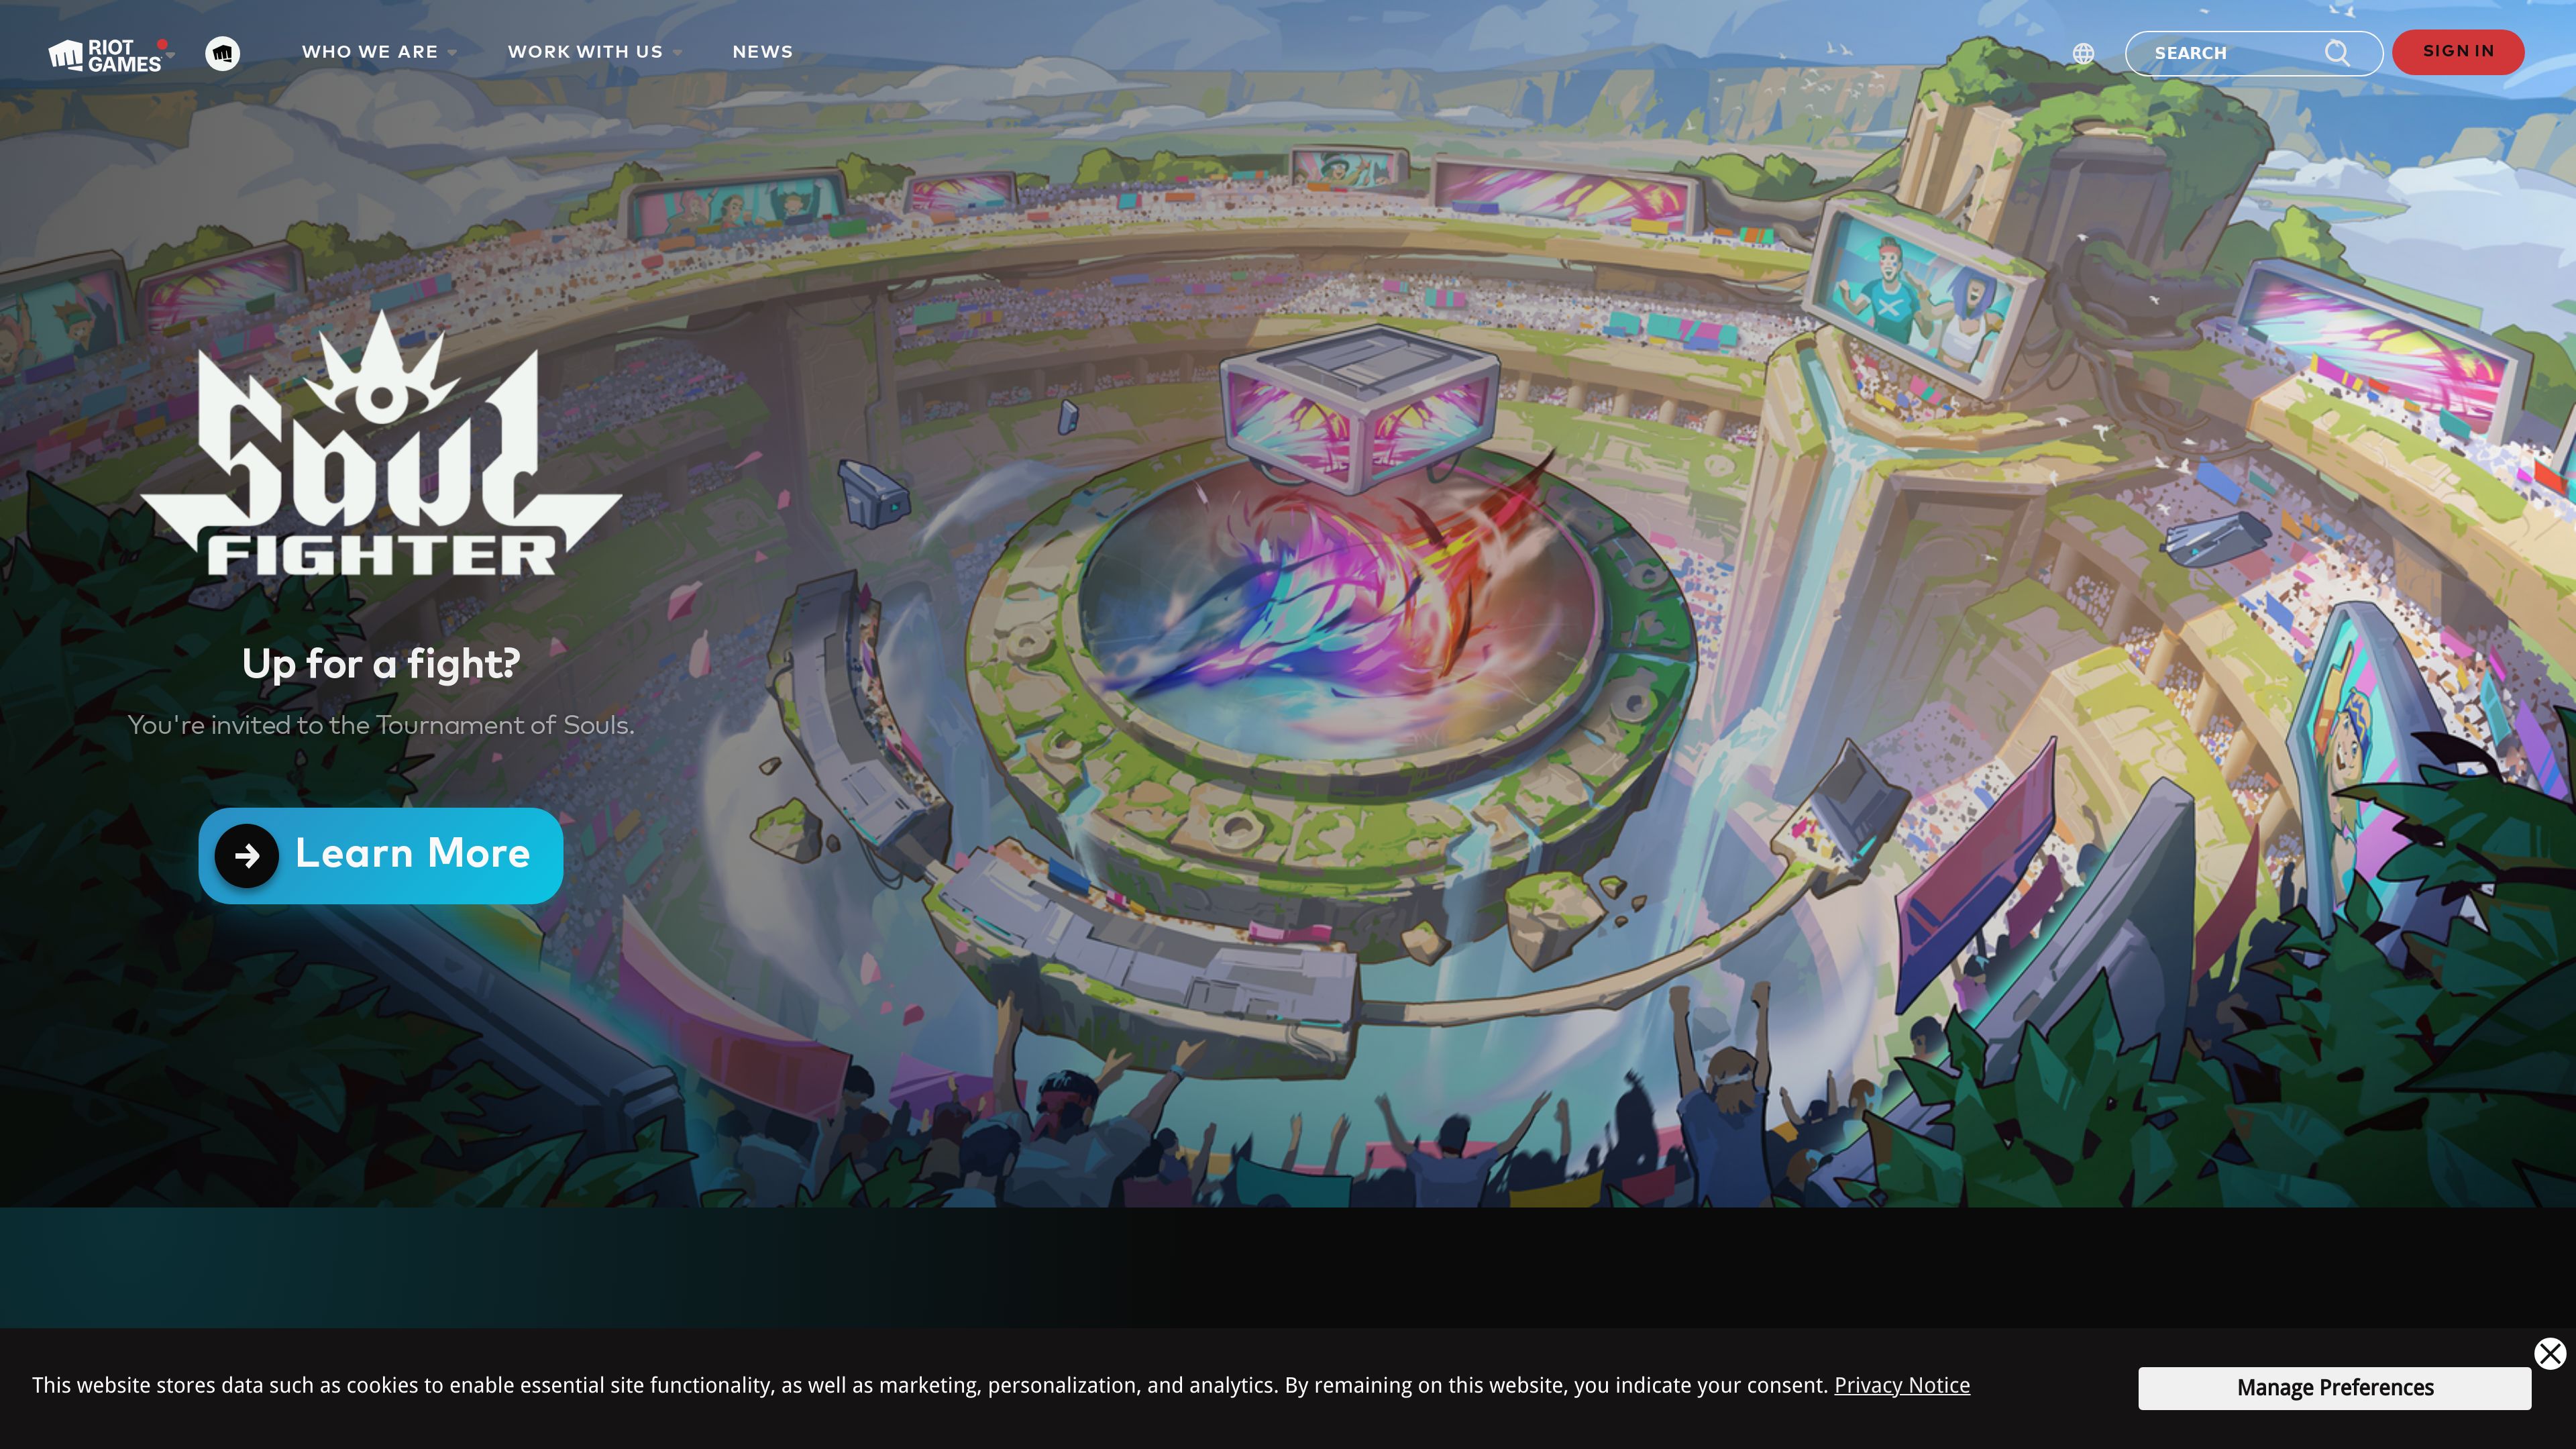 RIOT
GAMES
WHO WE ARE
WORK WITH US
NEWS
SEARCH
SIGN IN
SOUL
FIGHTER
Up for a fight?
You're invited to the Tournament of Souls.
Learn More
This website stores data such as cookies to enable essential site functionality, as well as marketing, personalization, and analytics. By remaining on this website, you indicate your consent. Privacy Notice
Manage Preferences